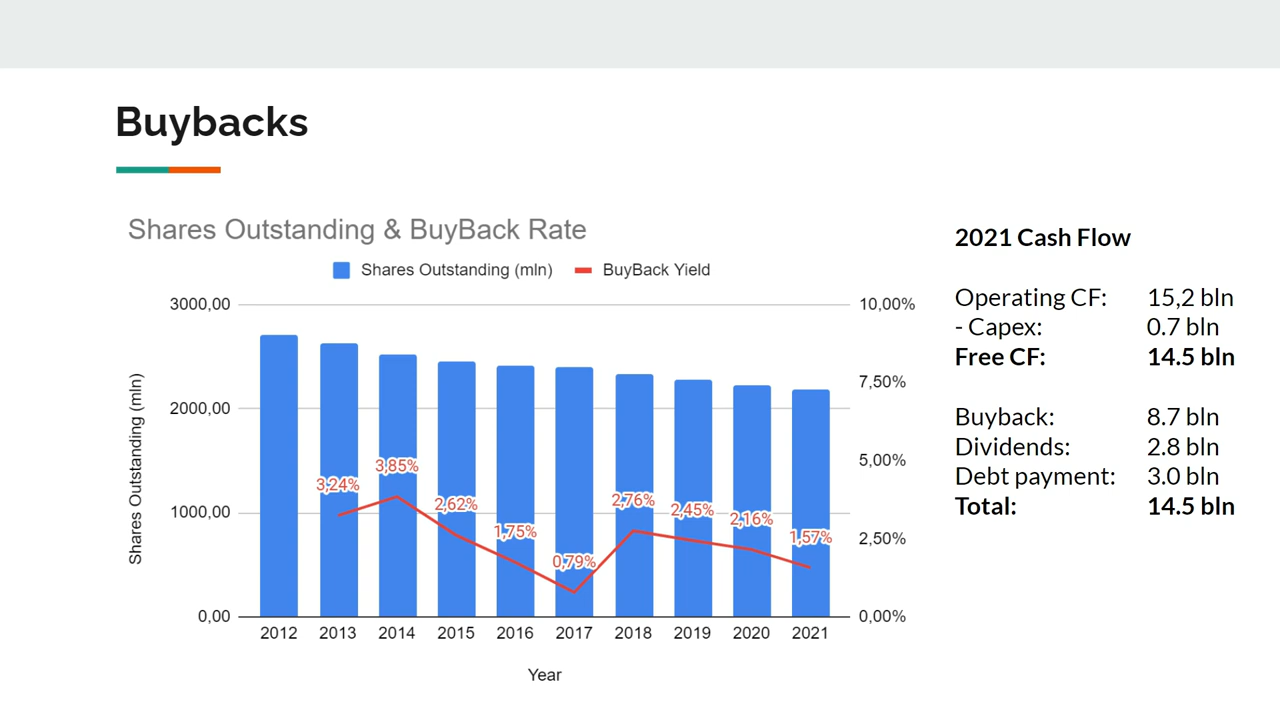 Buybacks
Shares Outstanding & BuyBack Rate
Shares Outstanding (mln) BuyBack Yield
3000,00
2000,00
1000,00
0,00
Shares Outstanding (mln)
10,00%
7,50%
5,00%
2,50%
0,00%
3,24%
3,85%
2,62%
1,75%
0,79%
2,76%
2,45%
2,16%
1,57%
2012 2013 2014 2015 2016 2017 2018 2019 2020 2021
Year
2021 Cash Flow
Operating CF: 15,2 bln
- Capex: 0.7 bln
Free CF: 14.5 bln
Buyback: 8.7 bln
Dividends: 2.8 bln
Debt payment: 3.0 bln
Total: 14.5 bln